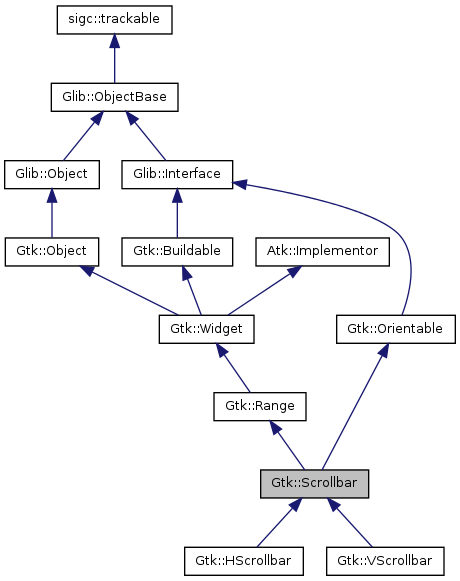 sigc::trackable
Glib::ObjectBase
Glib::Object
Glib::Interface
Gtk::Object
Gtk::Buildable
Atk::Implementor
Gtk::Widget
Gtk::Orientable
Gtk::Range
Gtk::Scrollbar
Gtk::HScrollbar
Gtk::VScrollbar